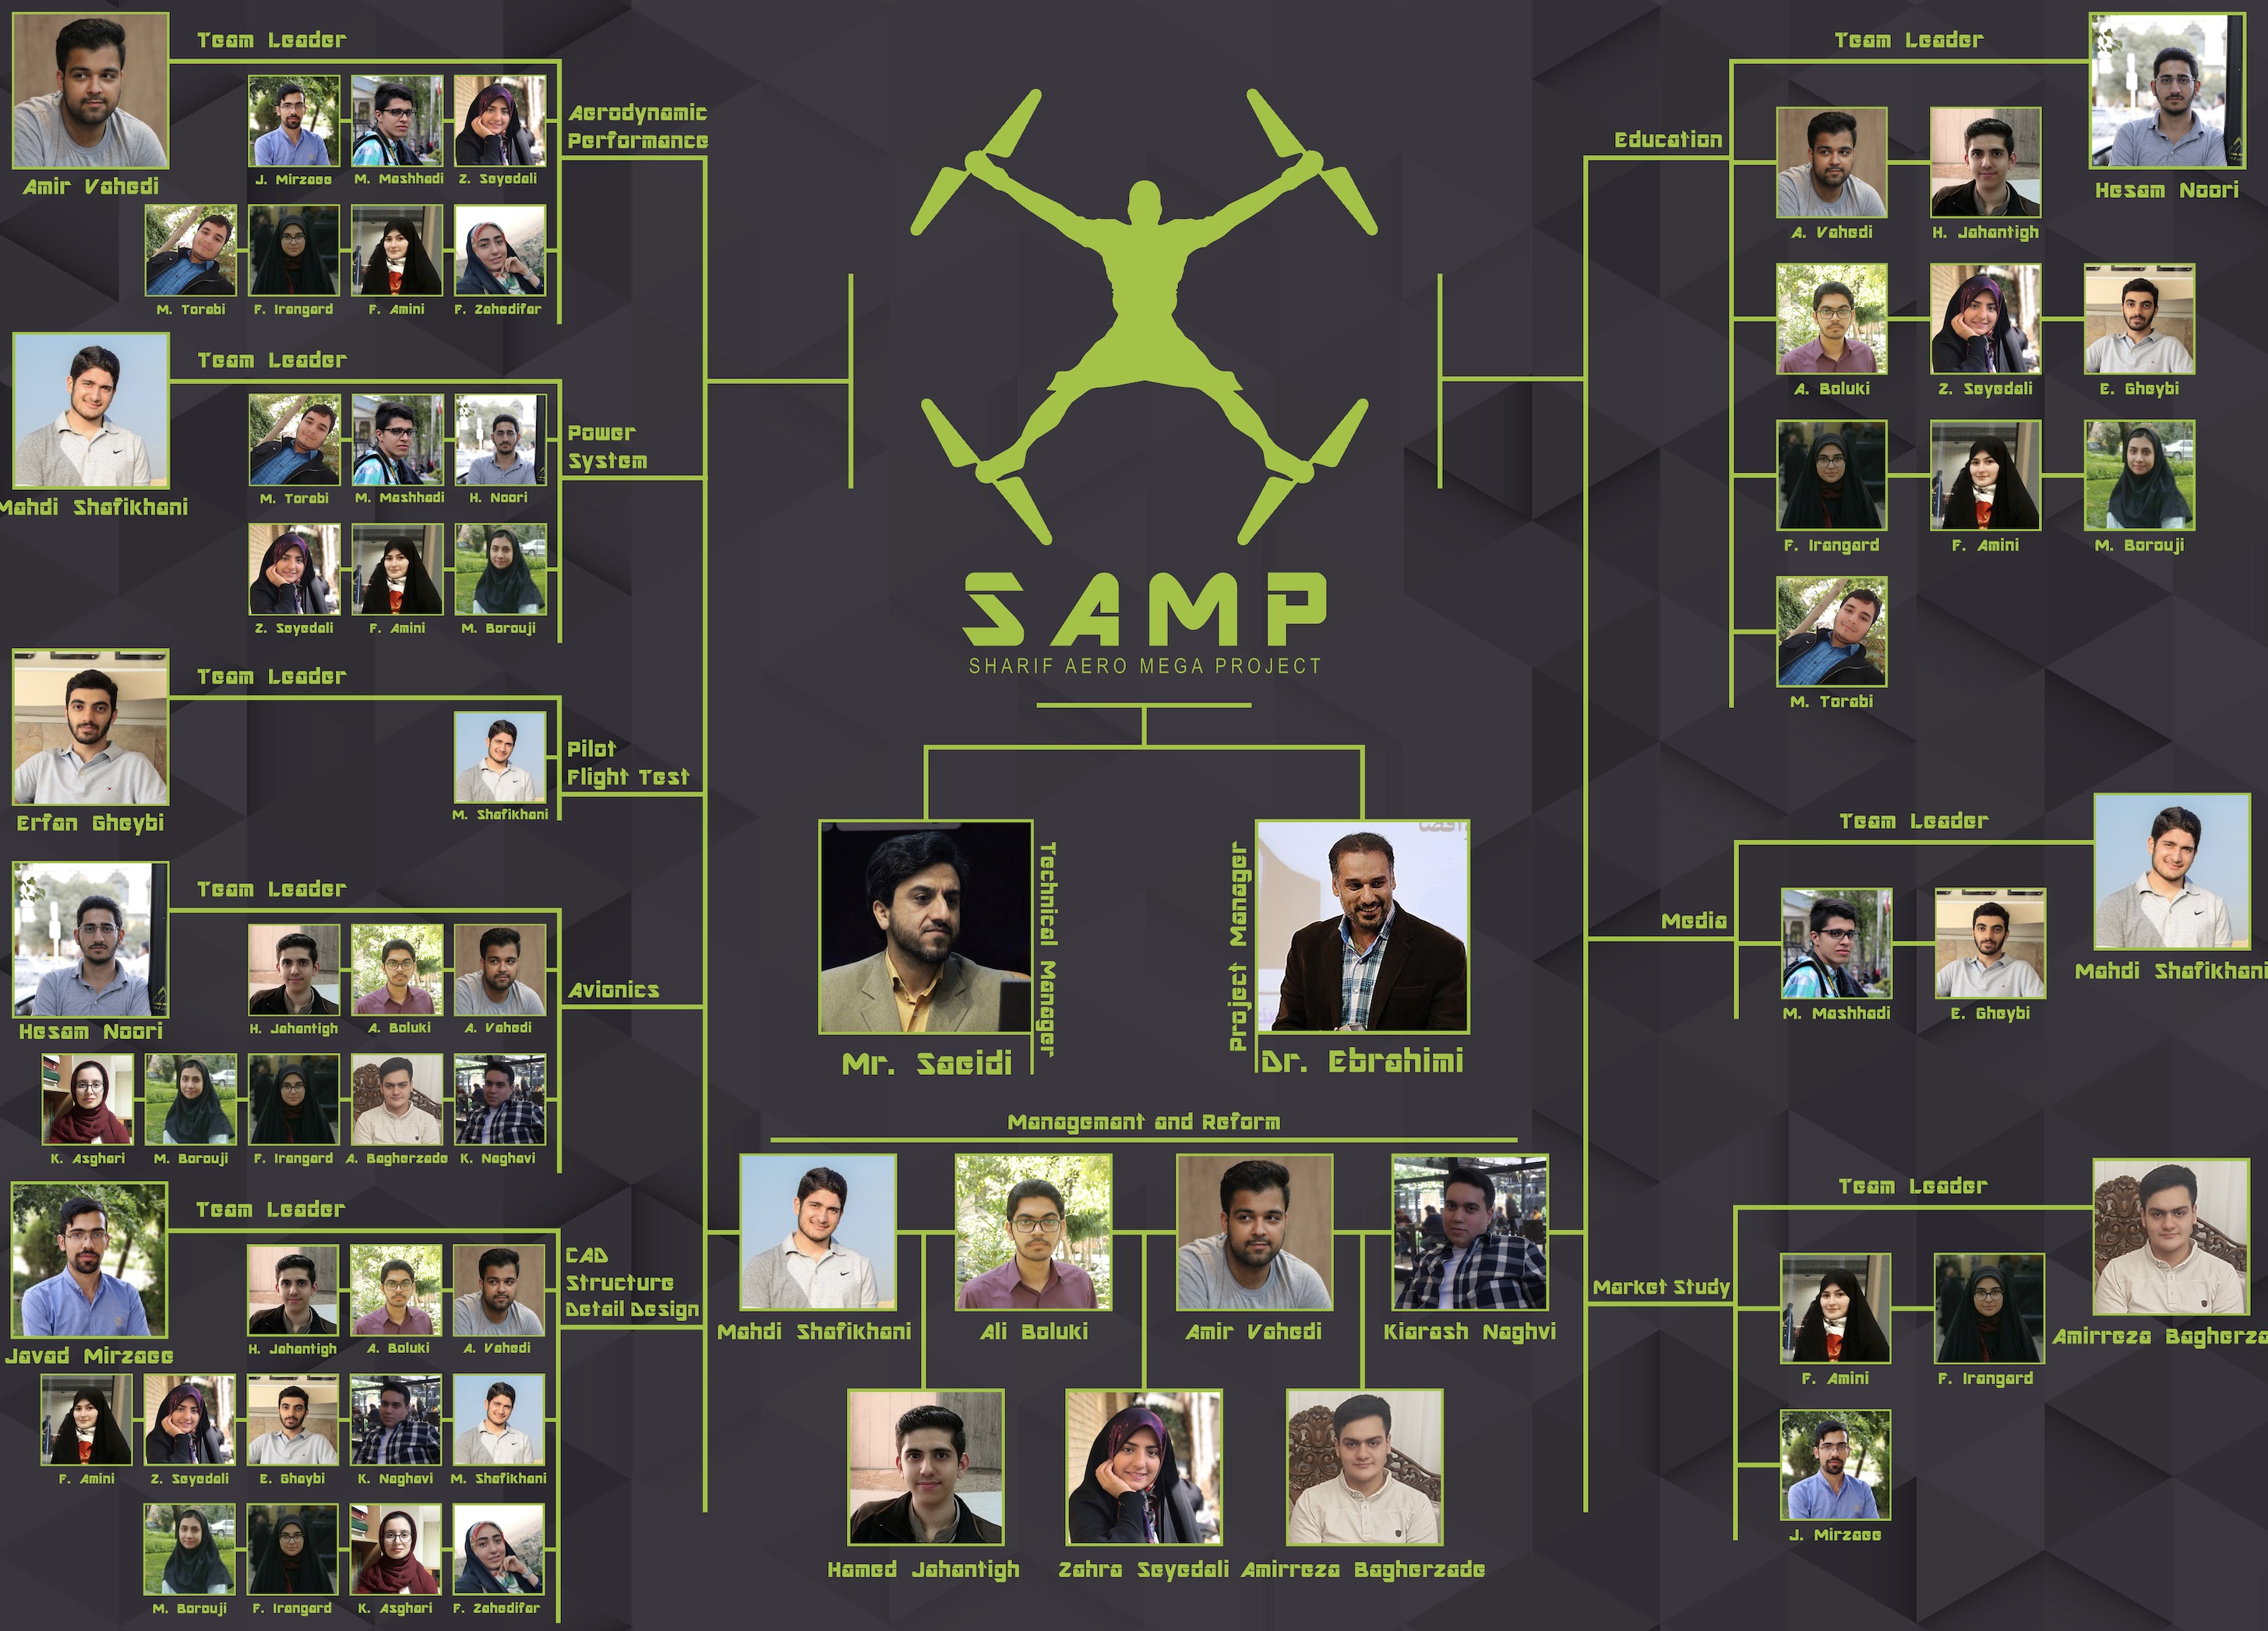 Team Leader
Amir Vahedi
Aerodynamic
Performance
J. Mirzaee
M. Mashhadi
Z. Seyedali
M. Torabi
F. Irangard
F. Amini
F. Zahedifar
Team Leader
Mahdi Shafikhani
Power
System
M. Torabi
M. Mashhadi
H. Noori
Z. Seyedali
F. Amini
M. Borouji
Team Leader
Erfan Gheybi
Pilot
Flight Test
M. Shafikhani
Team Leader
Hesam Noori
Avionics
H. Jahantigh
A. Boluki
A. Vahedi
K. Asghari
M. Borouji
F. Irangard
A. Bagherzade
K. Naghavi
Team Leader
Javad Mirzaee
CAD
Structure
Detail Design
H. Jahantigh
A. Boluki
A. Vahedi
F. Amini
Z. Seyedali
E. Ghaybi
K. Naghavi
M. Shafikhani
M. Borouji
F. Irangard
K. Asghari
F. Zahedifar
SAMP
SHARIF AERO MEGA PROJECT
Technical Manager
Mr. Saeidi
Project Manager
Dr. Ebrahimi
Management and Reform
Mahdi Shafikhani
Ali Boluki
Amir Vahedi
Kiarash Naghvi
Hamed Jahantigh
Zahra Seyedali
Amirreza Bagherzade
Team Leader
Hesam Noori
Education
A. Vahedi
H. Jahantigh
A. Boluki
Z. Seyedali
E. Gheybi
F. Irangard
F. Amini
M. Borouji
M. Torabi
Team Leader
Mahdi Shafikhani
Media
M. Mashhadi
E. Gheybi
Team Leader
Amirreza Bagherza
Market Study
F. Amini
F. Irangard
J. Mirzaee